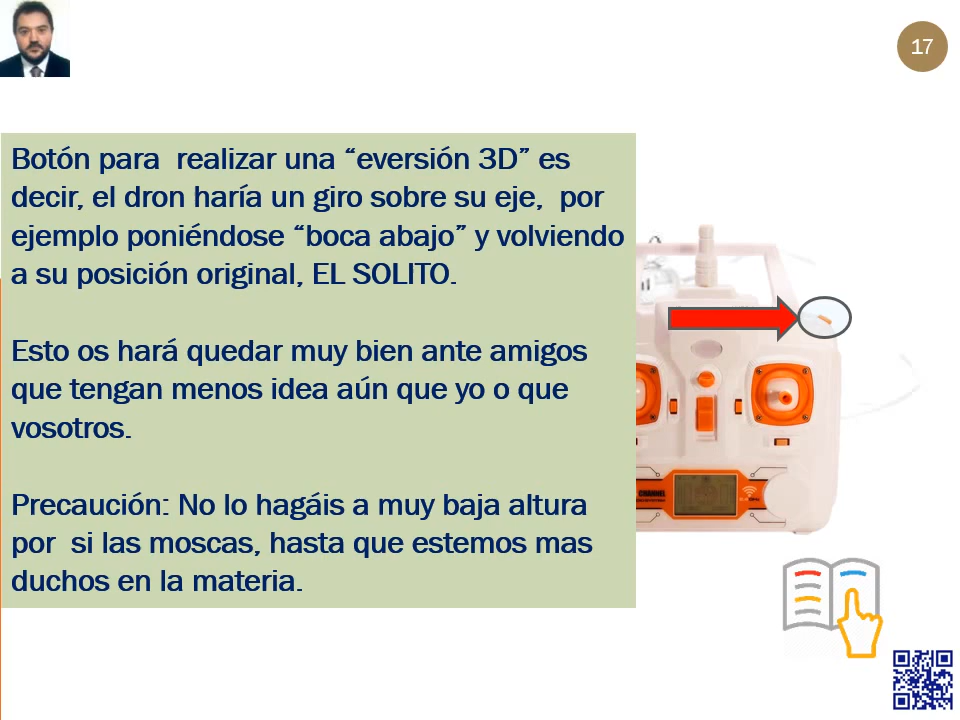 17
Botón para  realizar una “eversión 3D” es
decir, el dron haría un giro sobre su eje,  por
ejemplo poniéndose “boca abajo” y volviendo
a su posición original, EL SOLITO.
Esto os hará quedar muy bien ante amigos
que tengan menos idea aún que yo o que
vosotros.
Precaución: No lo hagáis a muy baja altura
por  si las moscas, hasta que estemos mas
duchos en la materia.
CHANNEL